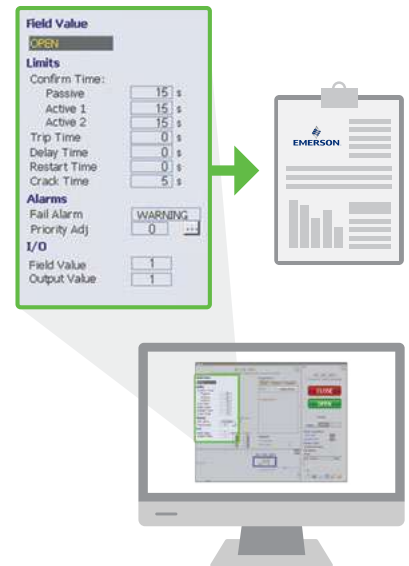 Field Value
OPEN
Limits
Confirm Time:
Passive 15 s
Active 1 15 s
Active 2 15 s
Trip Time 0 s
Delay Time 0 s
Restart Time 0 s
Crack Time 5 s
Alarms
Fail Alarm WARNING
Priority Adj 0 ...
I/O
Field Value 1
Output Value 1
EMERSON
CLOSE
OPEN